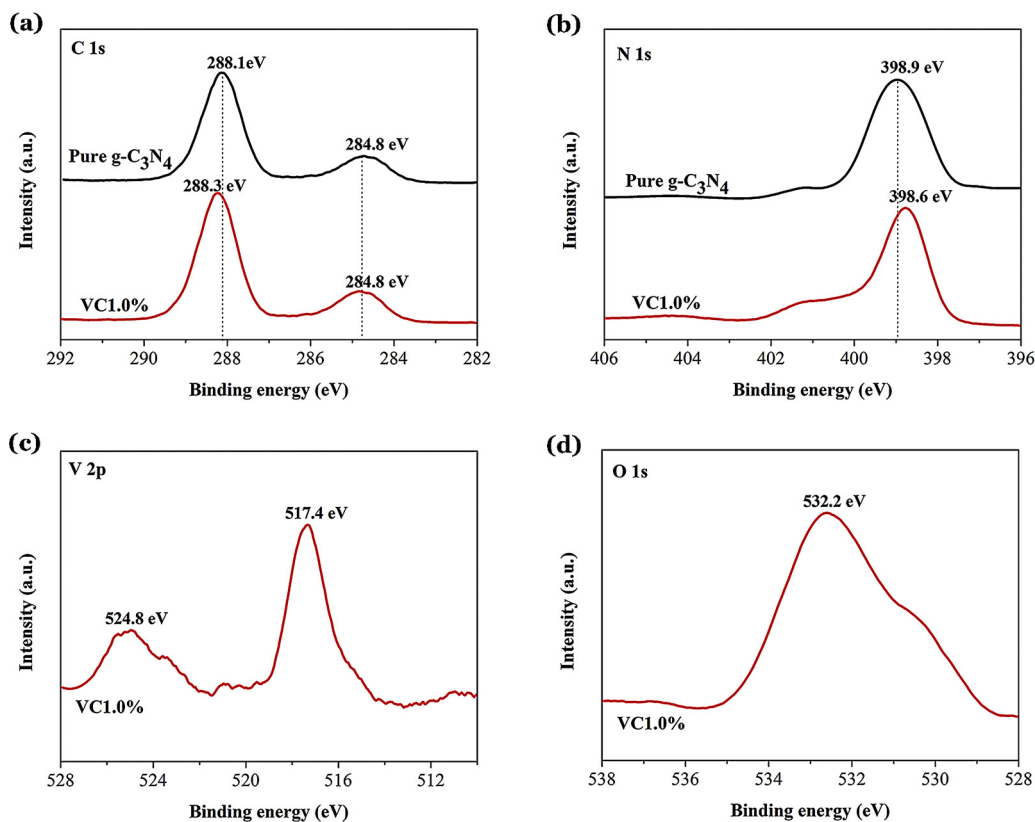 (a)
C 1s
288.1eV
Pure g-C3N4
284.8 eV
288.3 eV
284.8 eV
VC1.0%
Intensity (a.u.)
292 290 288 286 284 282
Binding energy (eV)
(b)
N 1s
398.9 eV
Pure g-C3N4
398.6 eV
VC1.0%
Intensity (a.u.)
406 404 402 400 398 396
Binding energy (eV)
(c)
V 2p
517.4 eV
524.8 eV
VC1.0%
Intensity (a.u.)
528 524 520 516 512
Binding energy (eV)
(d)
O 1s
532.2 eV
VC1.0%
Intensity (a.u.)
538 536 534 532 530 528
Binding energy (eV)